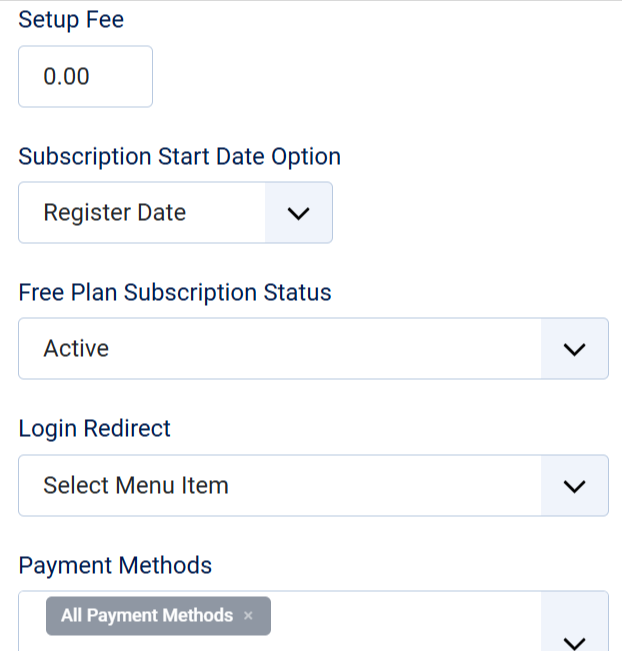 Setup Fee
0.00
Subscription Start Date Option
Register Date
Free Plan Subscription Status
Active
Login Redirect
Select Menu Item
Payment Methods
All Payment Methods ×